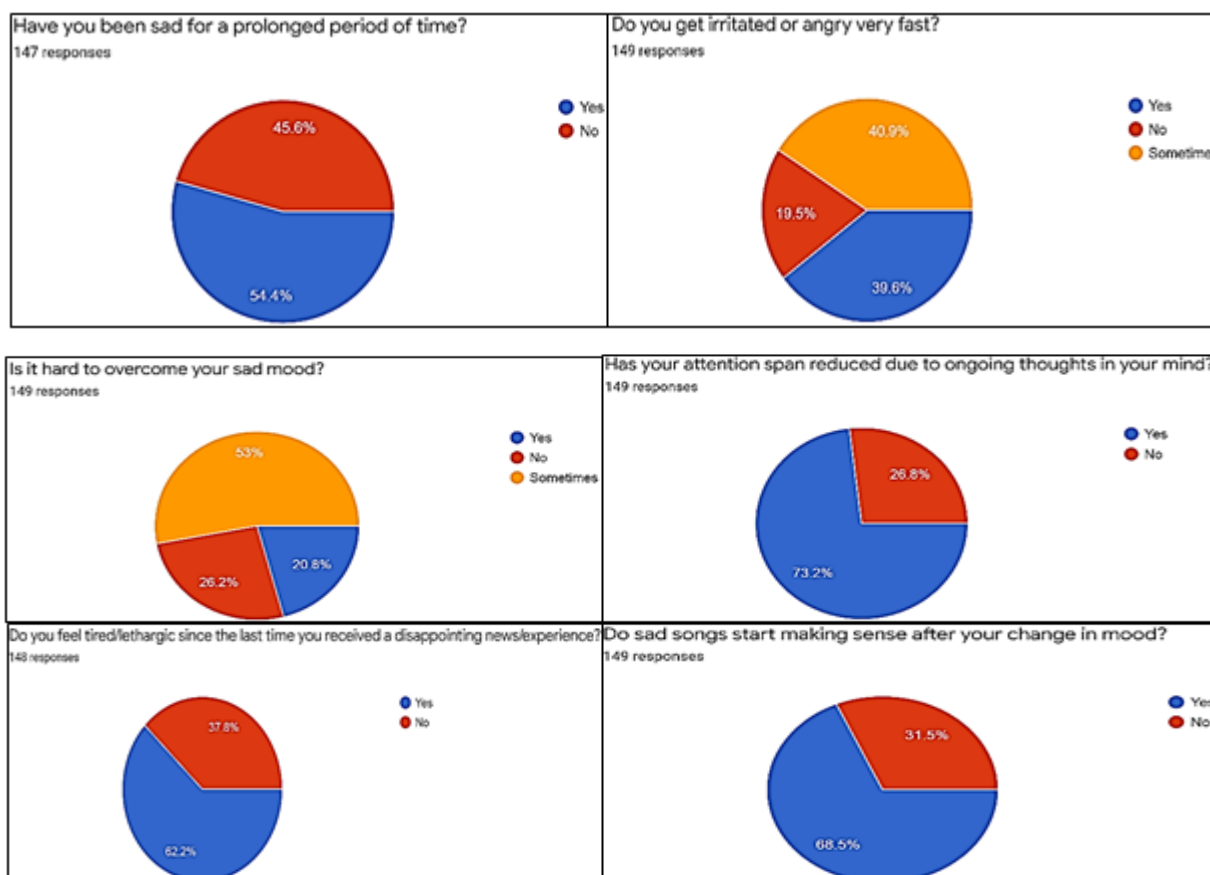 Have you been sad for a prolonged period of time?
147 responses
45.6%
54.4%
Yes
No
Do you get irritated or angry very fast?
149 responses
40.9%
19.5%
39.6%
Yes
No
Sometime
Is it hard to overcome your sad mood?
149 responses
53%
26.2%
20.8%
Yes
No
Sometimes
Has your attention span reduced due to ongoing thoughts in your mind?
149 responses
26.8%
73.2%
Yes
No
Do you feel tired/lethargic since the last time you received a disappointing news/experience?
148 responses
37.8%
62.2%
Yes
No
Do sad songs start making sense after your change in mood?
149 responses
31.5%
68.5%
Yes
No